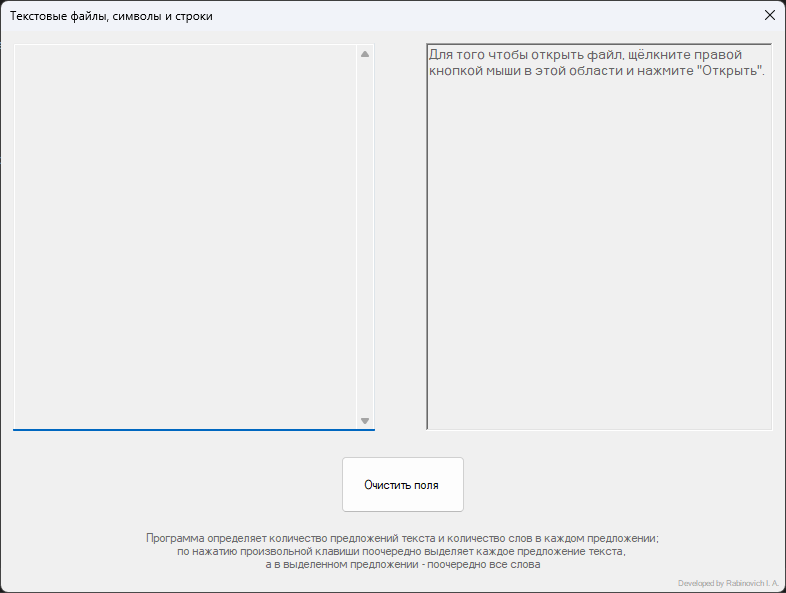 Текстовые файлы, символы и строки
Для того чтобы открыть файл, щёлкните правой
кнопкой мыши в этой области и нажмите "Открыть".
Очистить поля
Программа определяет количество предложений текста и количество слов в каждом предложении;
по нажатию произвольной клавиши поочередно выделяет каждое предложение текста,
а в выделенном предложении - поочередно все слова
Developed by Rabinovich I. A.